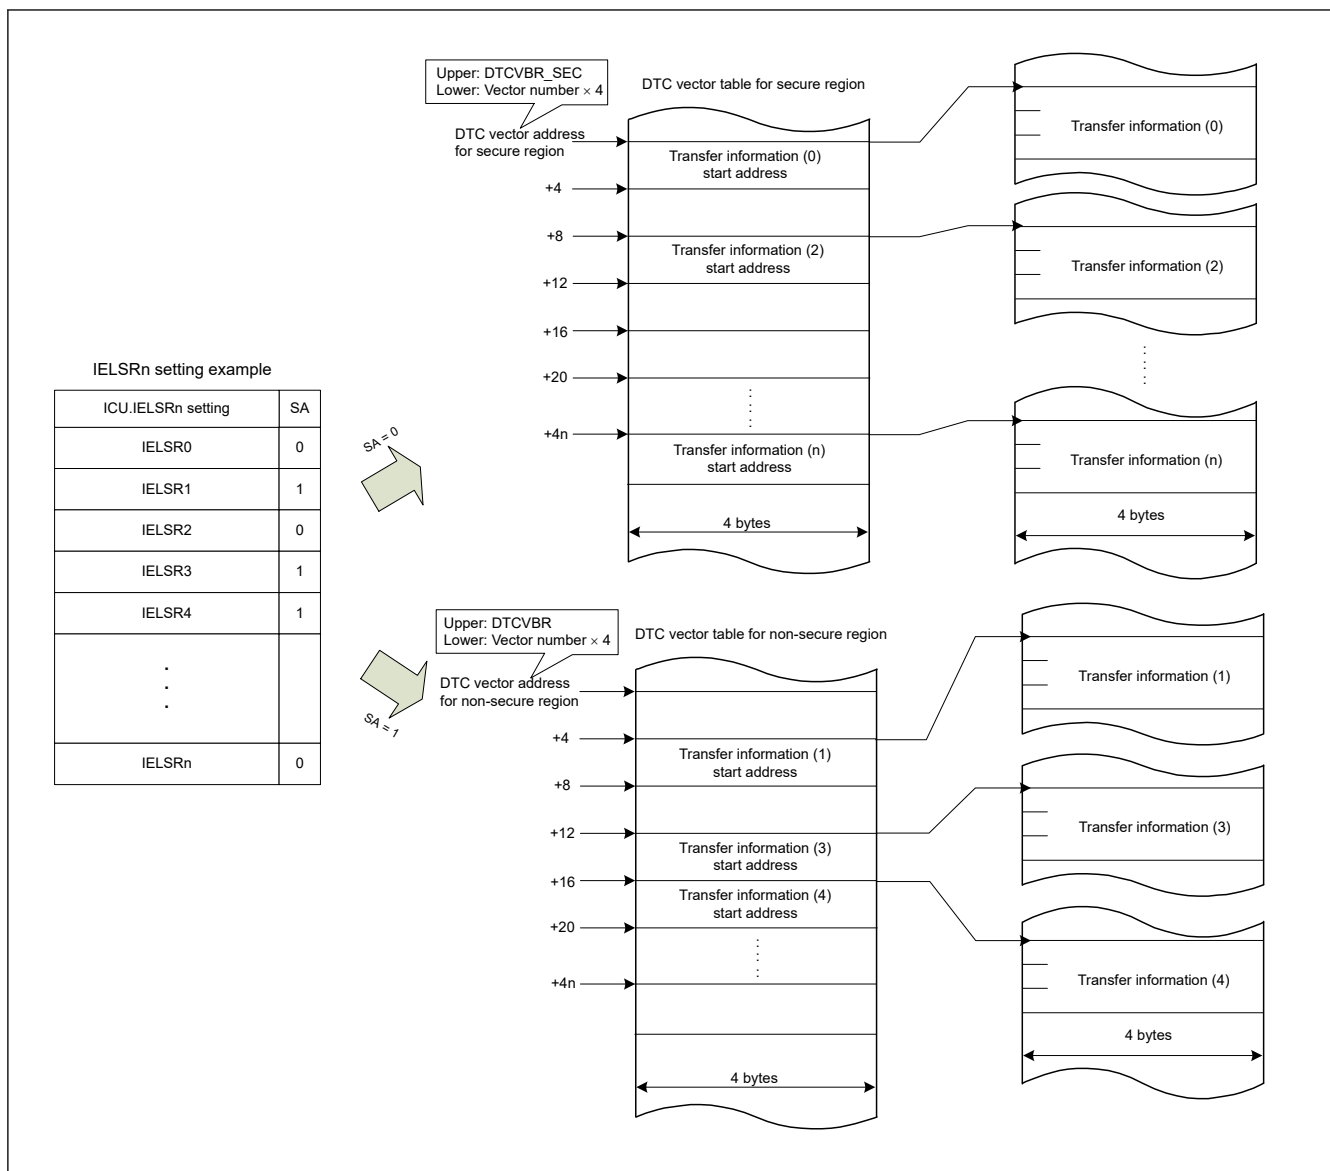 Upper: DTCVBR_SEC
Lower: Vector number × 4
DTC vector table for secure region
DTC vector address
for secure region
Transfer information (0)
start address
+4
+8
Transfer information (2)
start address
+12
+16
+20
+4n
Transfer information (n)
start address
4 bytes
Transfer information (0)
Transfer information (2)
Transfer information (n)
4 bytes
IELSRn setting example
ICU.IELSRn setting SA
IELSR0 0
IELSR1 1
IELSR2 0
IELSR3 1
IELSR4 1
IELSRn 0
SA = 0
SA = 1
Upper: DTCVBR
Lower: Vector number × 4
DTC vector table for non-secure region
DTC vector address
for non-secure region
+4
Transfer information (1)
start address
+8
+12
Transfer information (3)
start address
+16
Transfer information (4)
start address
+20
+4n
4 bytes
Transfer information (1)
Transfer information (3)
Transfer information (4)
4 bytes